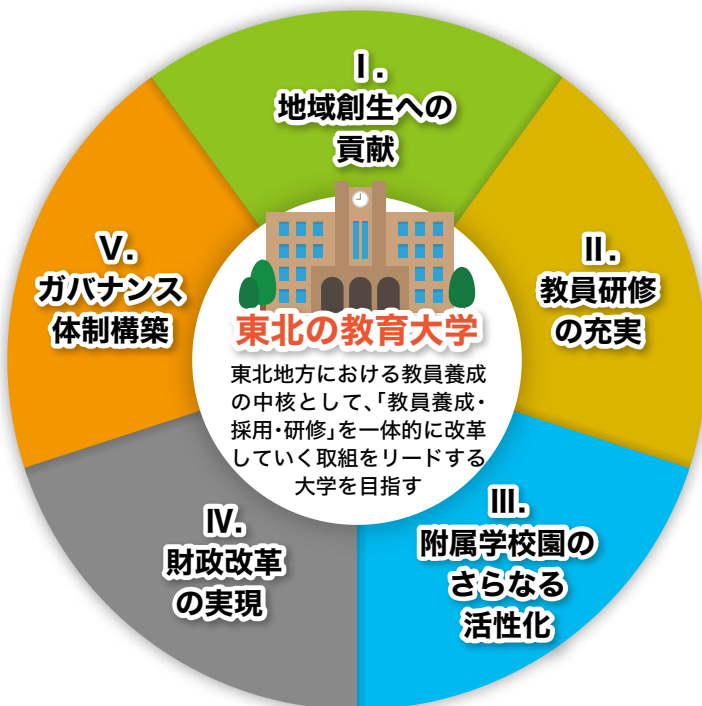 Ⅰ.
地域創生への
貢献
Ⅱ.
教員研修
の充実
Ⅲ.
附属学校園の
さらなる
活性化
Ⅳ.
財政改革
の実現
Ⅴ.
ガバナンス
体制構築
東北の教育大学
東北地方における教員養成
の中核として、「教員養成・
採用・研修」を一体的に改革
していく取組をリードする
大学を目指す